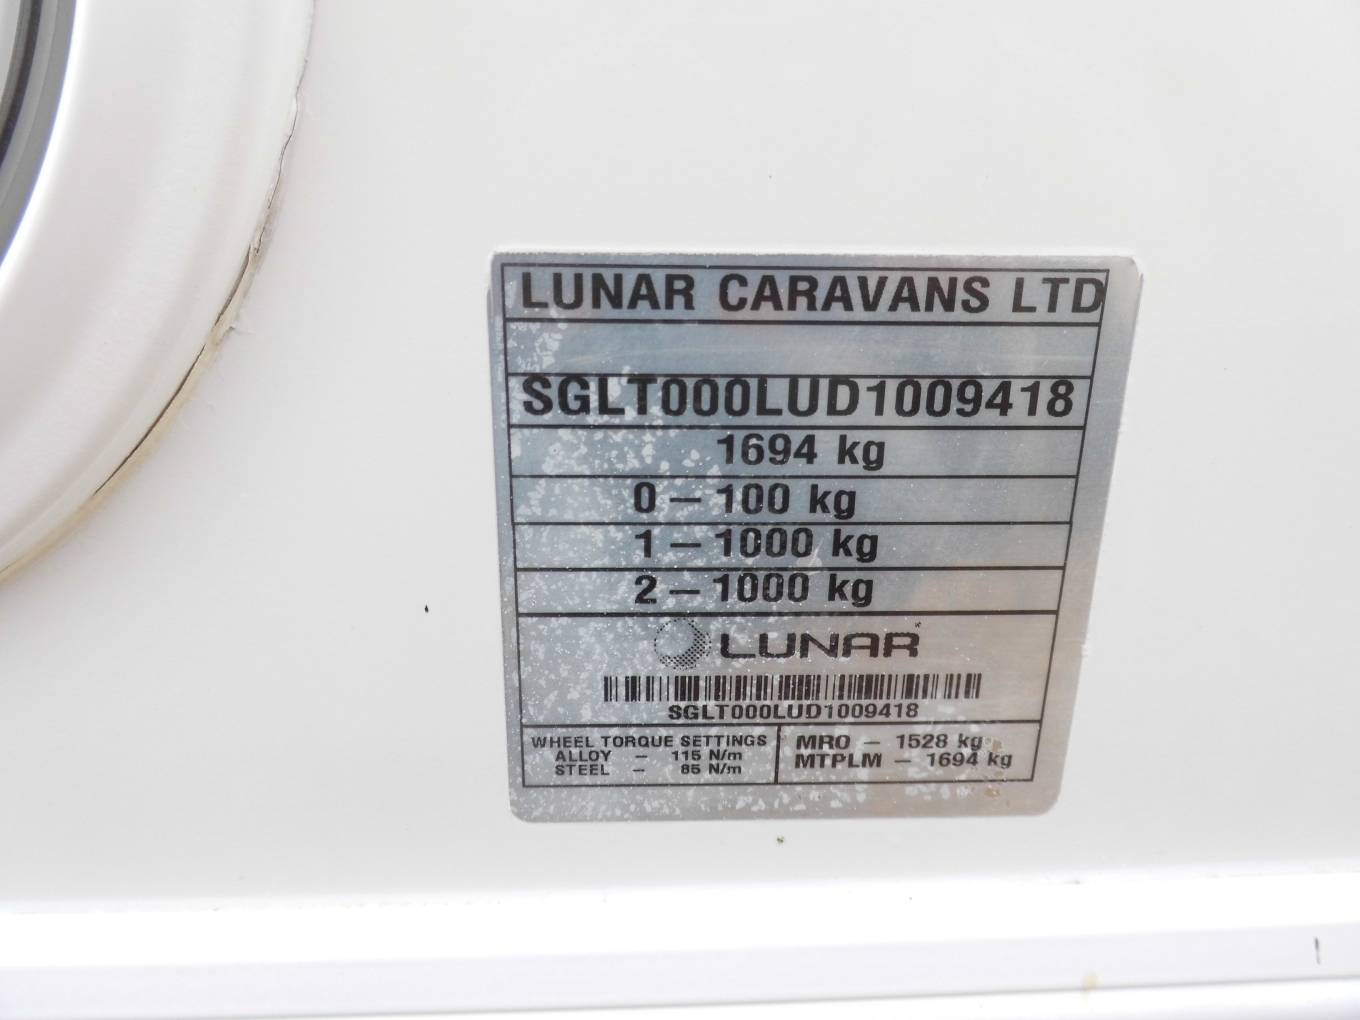 LUNAR CARAVANS LTD
SGLT000LUD1009418
1694 kg
0 – 100 kg
1 – 1000 kg
2 – 1000 kg
LUNAR
SGLT000LUD1009418
WHEEL TORQUE SETTINGS
ALLOY – 115 N/m
STEEL – 85 N/m
MRO – 1528 kg
MTPLM – 1694 kg